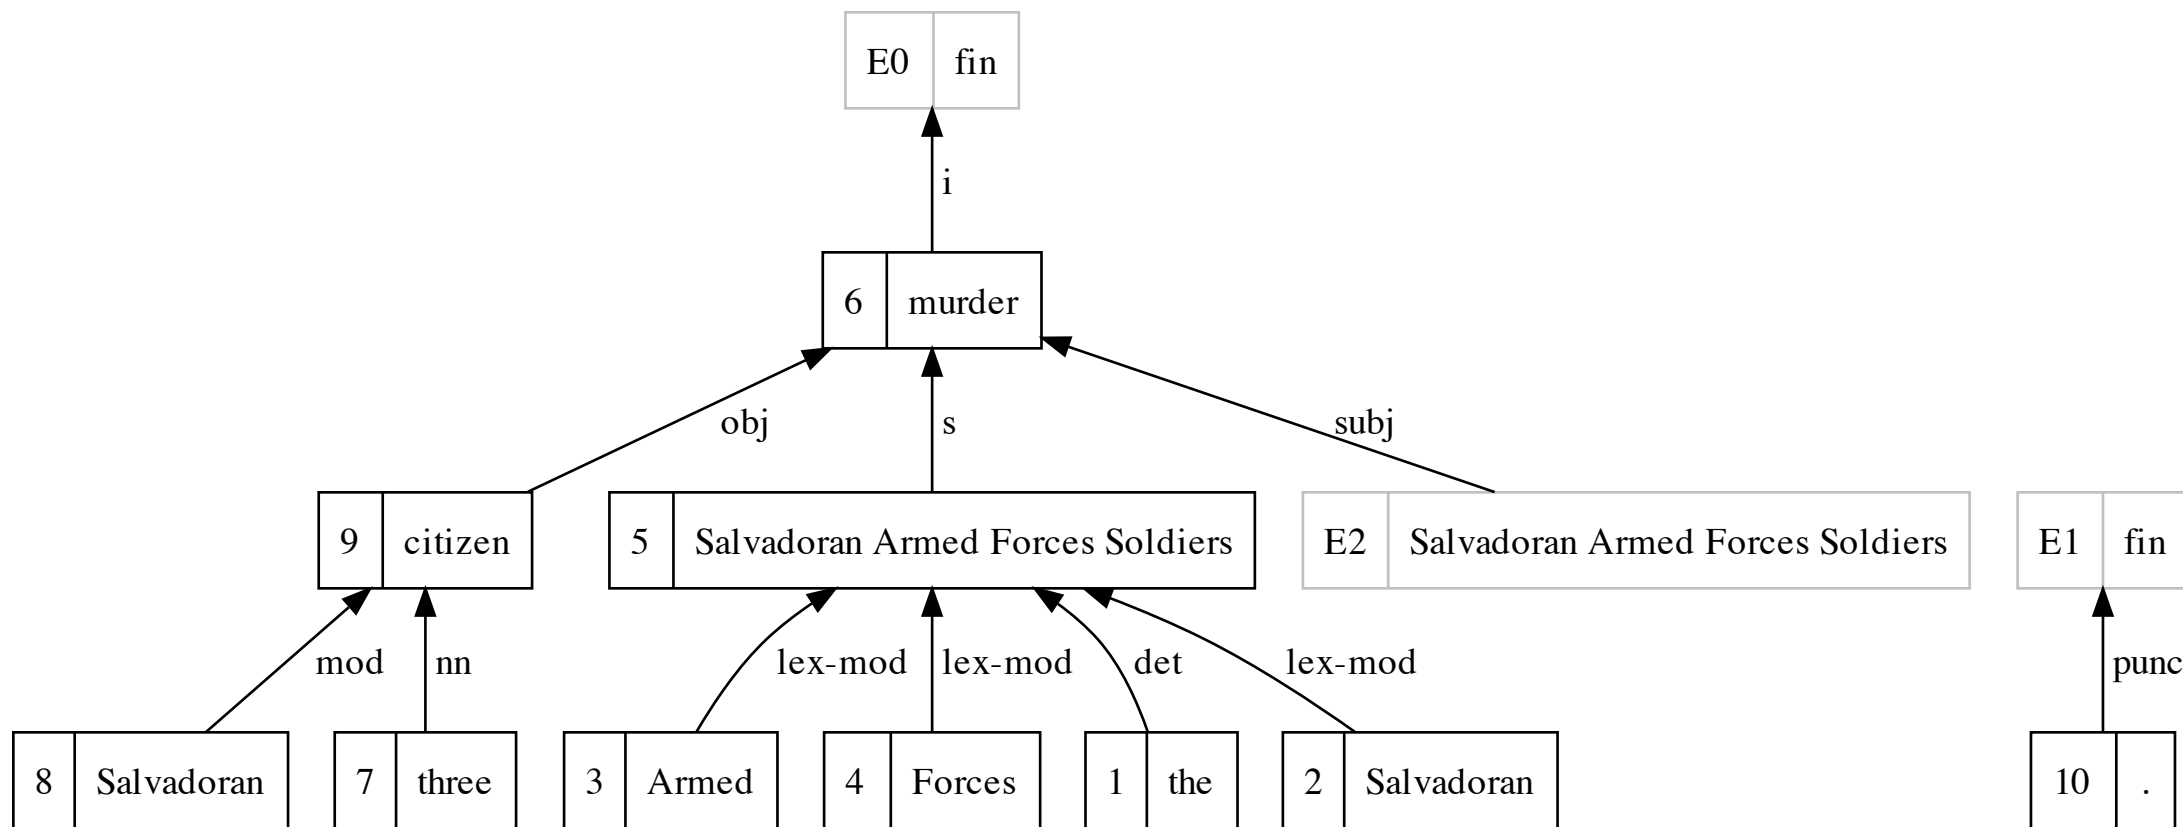 E0 fin
i
6 murder
obj s subj
9 citizen 5 Salvadoran Armed Forces Soldiers E2 Salvadoran Armed Forces Soldiers E1 fin
mod nn lex-mod lex-mod det lex-mod punc
8 Salvadoran 7 three 3 Armed 4 Forces 1 the 2 Salvadoran 10 .